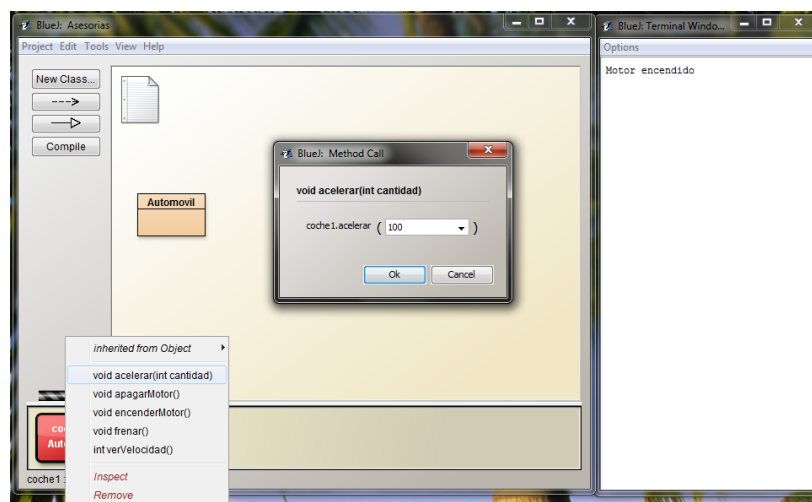 BlueJ: Asesorias
Project Edit Tools View Help
New Class...
Compile
Automovil
BlueJ: Method Call
void acelerar(int cantidad)
coche1.acelerar ( 100 )
Ok Cancel
inherited from Object
void acelerar(int cantidad)
void apagarMotor()
void encenderMotor()
void frenar()
int verVelocidad()
Inspect
Remove
coche1 :
BlueJ: Terminal Windo...
Options
Motor encendido